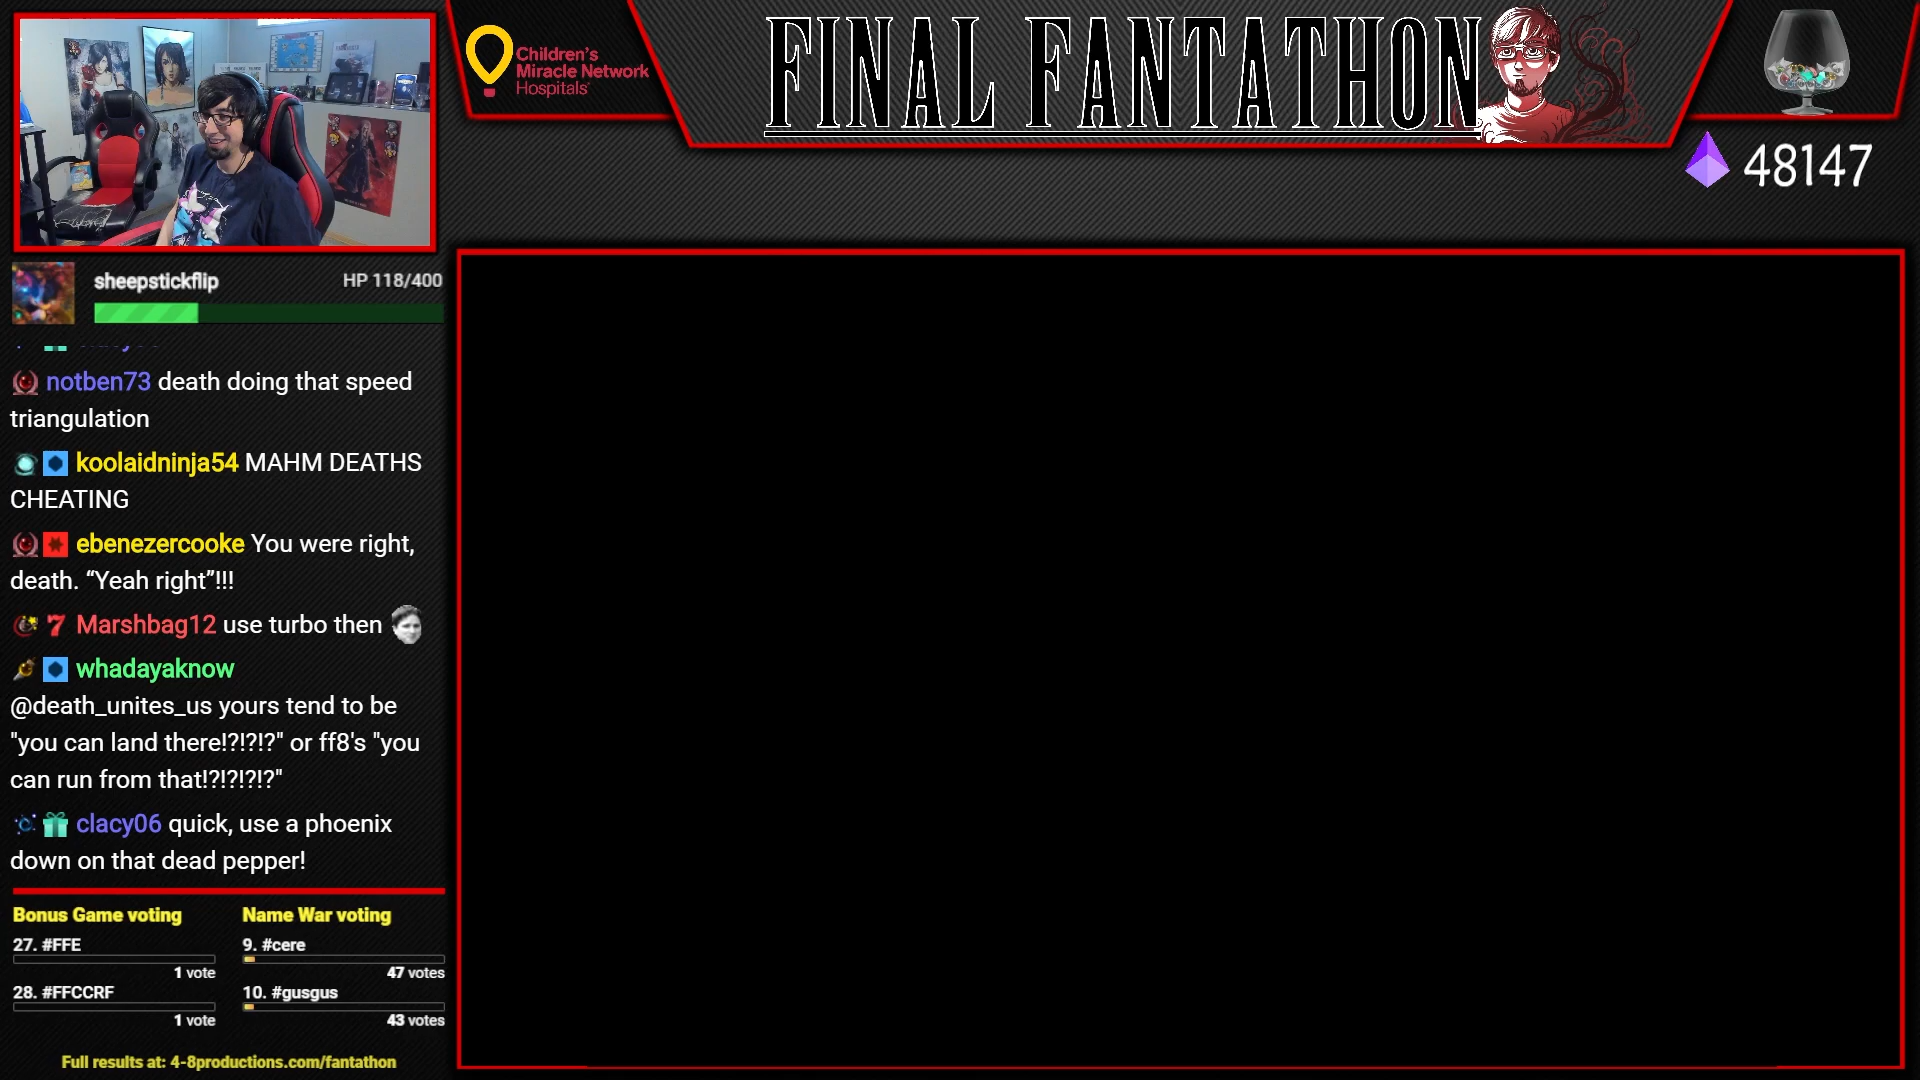 Children's
Miracle Network
Hospitals
FINAL FANTATHON
48147
sheepstickflip HP 118/400
notben73 death doing that speed
triangulation
koolaidninja54 MAHM DEATHS
CHEATING
ebenezercooke You were right,
death. “Yeah right”!!!
7 Marshbag12 use turbo then
whadayaknow
@death_unites_us yours tend to be
"you can land there!?!?!?" or ff8's "you
can run from that!?!?!?!?"
clacy06 quick, use a phoenix
down on that dead pepper!
Bonus Game voting
27. #FFE
1 vote
28. #FFCCRF
1 vote
Name War voting
9. #cere
47 votes
10. #gusgus
43 votes
Full results at: 4-8productions.com/fantathon